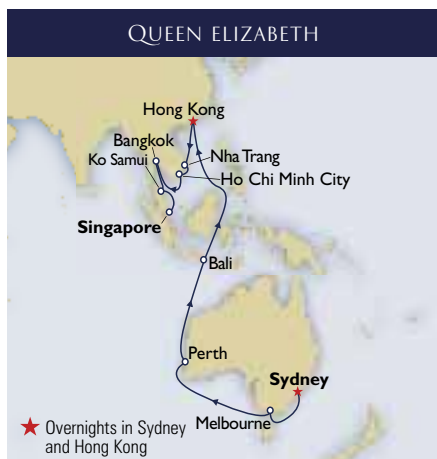 QUEEN ELIZABETH
Hong Kong
Bangkok
Nha Trang
Ko Samui
Ho Chi Minh City
Singapore
Bali
Perth
Sydney
Melbourne
Overnights in Sydney
and Hong Kong